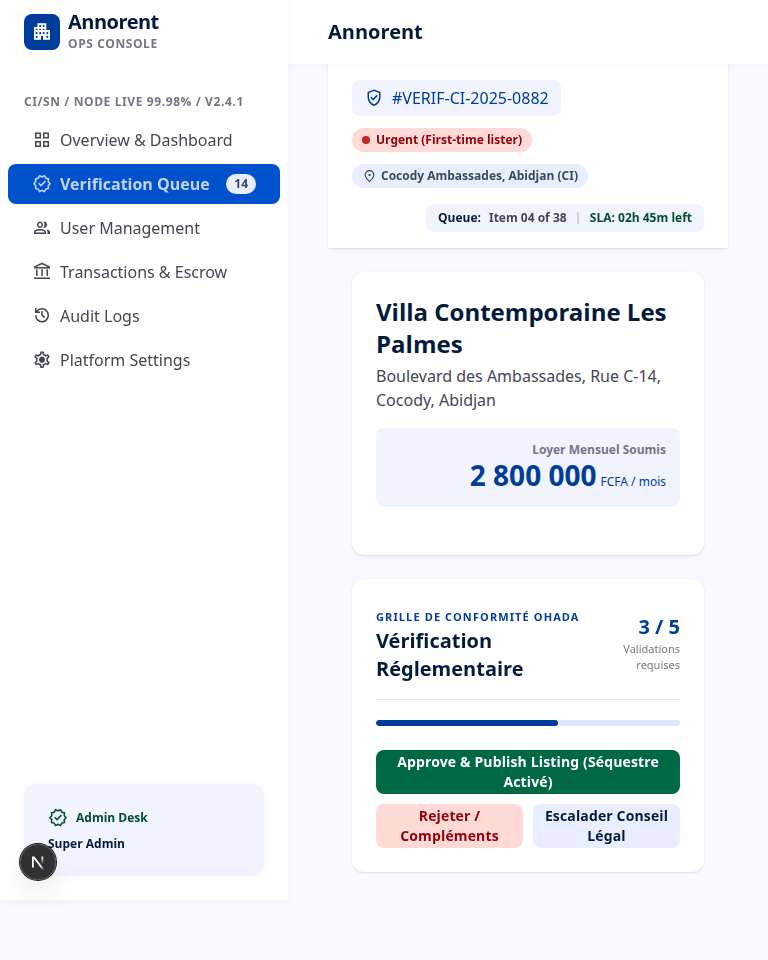 Annorent
OPS CONSOLE
CI/SN / NODE LIVE 99.98% / V2.4.1
Overview & Dashboard
Verification Queue 14
User Management
Transactions & Escrow
Audit Logs
Platform Settings
Admin Desk
Super Admin
N
Annorent
#VERIF-CI-2025-0882
Urgent (First-time lister)
Cocody Ambassades, Abidjan (CI)
Queue: Item 04 of 38 | SLA: 02h 45m left
Villa Contemporaine Les
Palmes
Boulevard des Ambassades, Rue C-14,
Cocody, Abidjan
Loyer Mensuel Soumis
2 800 000 FCFA / mois
GRILLE DE CONFORMITÉ OHADA
Vérification
Réglementaire
3 / 5
Validations
requises
Approve & Publish Listing (Séquestre
Activé)
Rejeter /
Compléments
Escalader Conseil
Légal